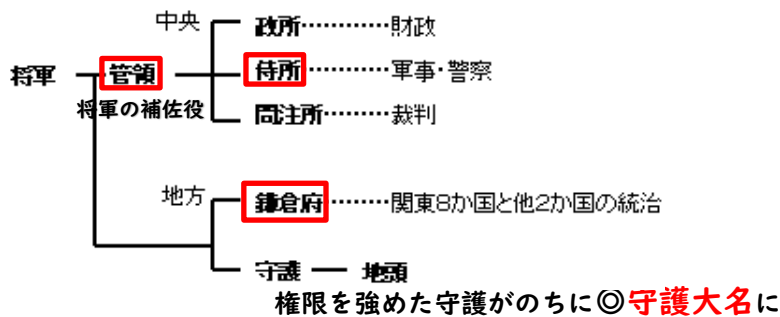 中央 政所………財政
将軍 管領 侍所………軍事・警察
将軍の補佐役 問注所………裁判
地方 鎌倉府………関東8か国と他2か国の統治
守護 地頭
権限を強めた守護がのちに◎守護大名に